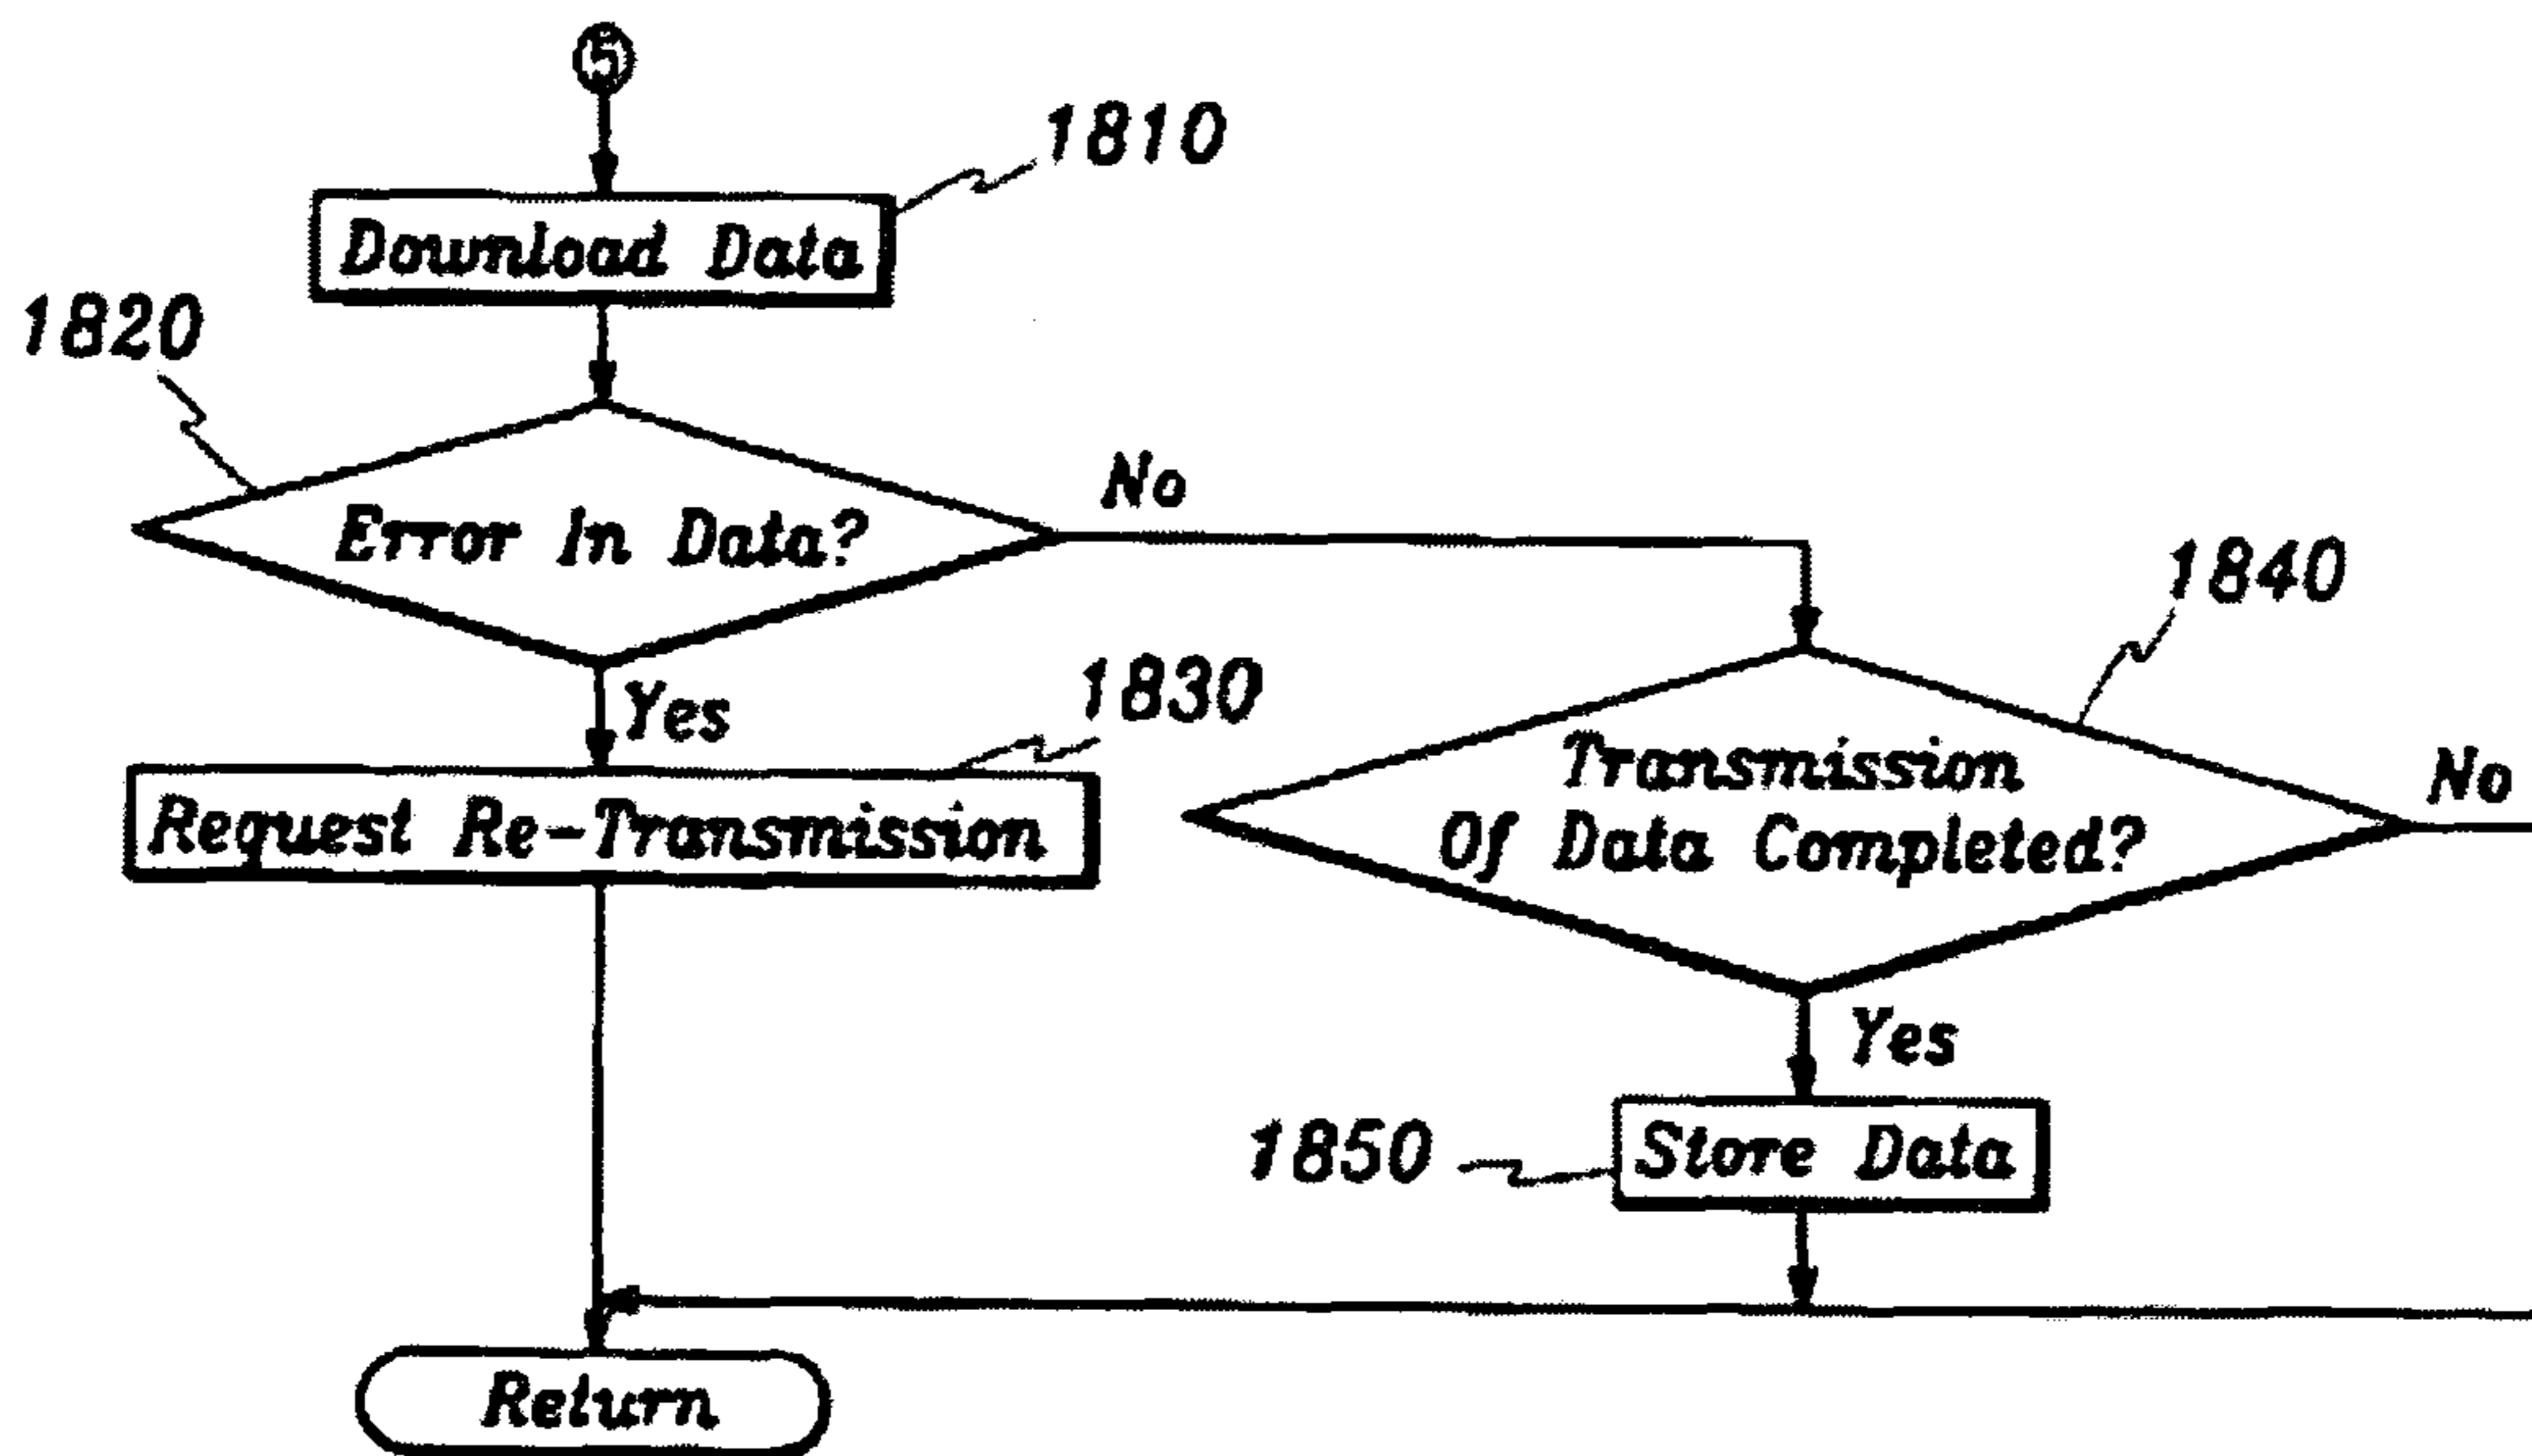 5
1810
Download Data
1820
No
Error In Data?
1840
Yes
1830
Transmission
Of Data Completed?
No
Request Re-Transmission
Yes
1850
Store Data
Return